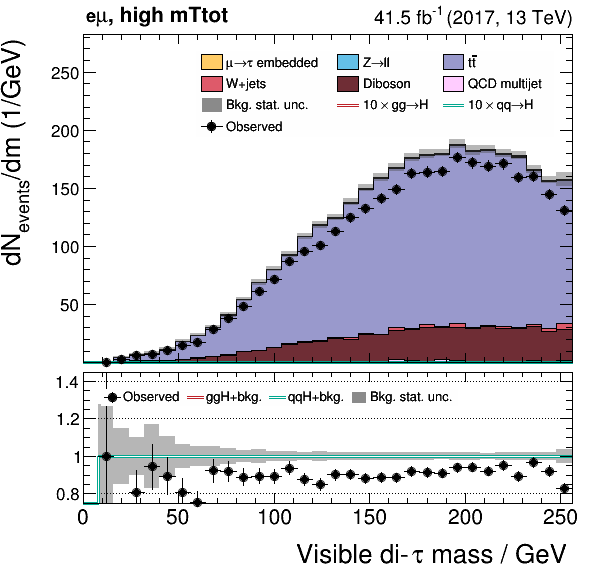 eμ, high mTtot 41.5 fb⁻¹ (2017, 13 TeV)
μ→τ embedded Z→ll tt̄
W+jets Diboson QCD multijet
Bkg. stat. unc. 10 × gg→H 10 × qq→H
Observed
dN_events/dm (1/GeV)
250
200
150
100
50
Observed ggH+bkg. qqH+bkg. Bkg. stat. unc.
1.4
1.2
1
0.8
0 50 100 150 200 250
Visible di-τ mass / GeV